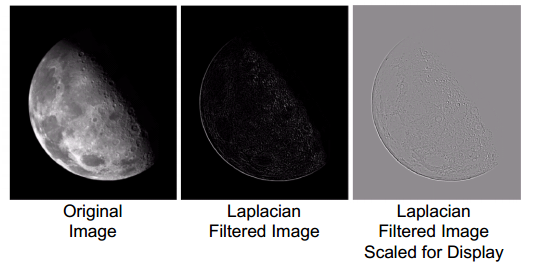 Original
Image
Laplacian
Filtered Image
Laplacian
Filtered Image
Scaled for Display